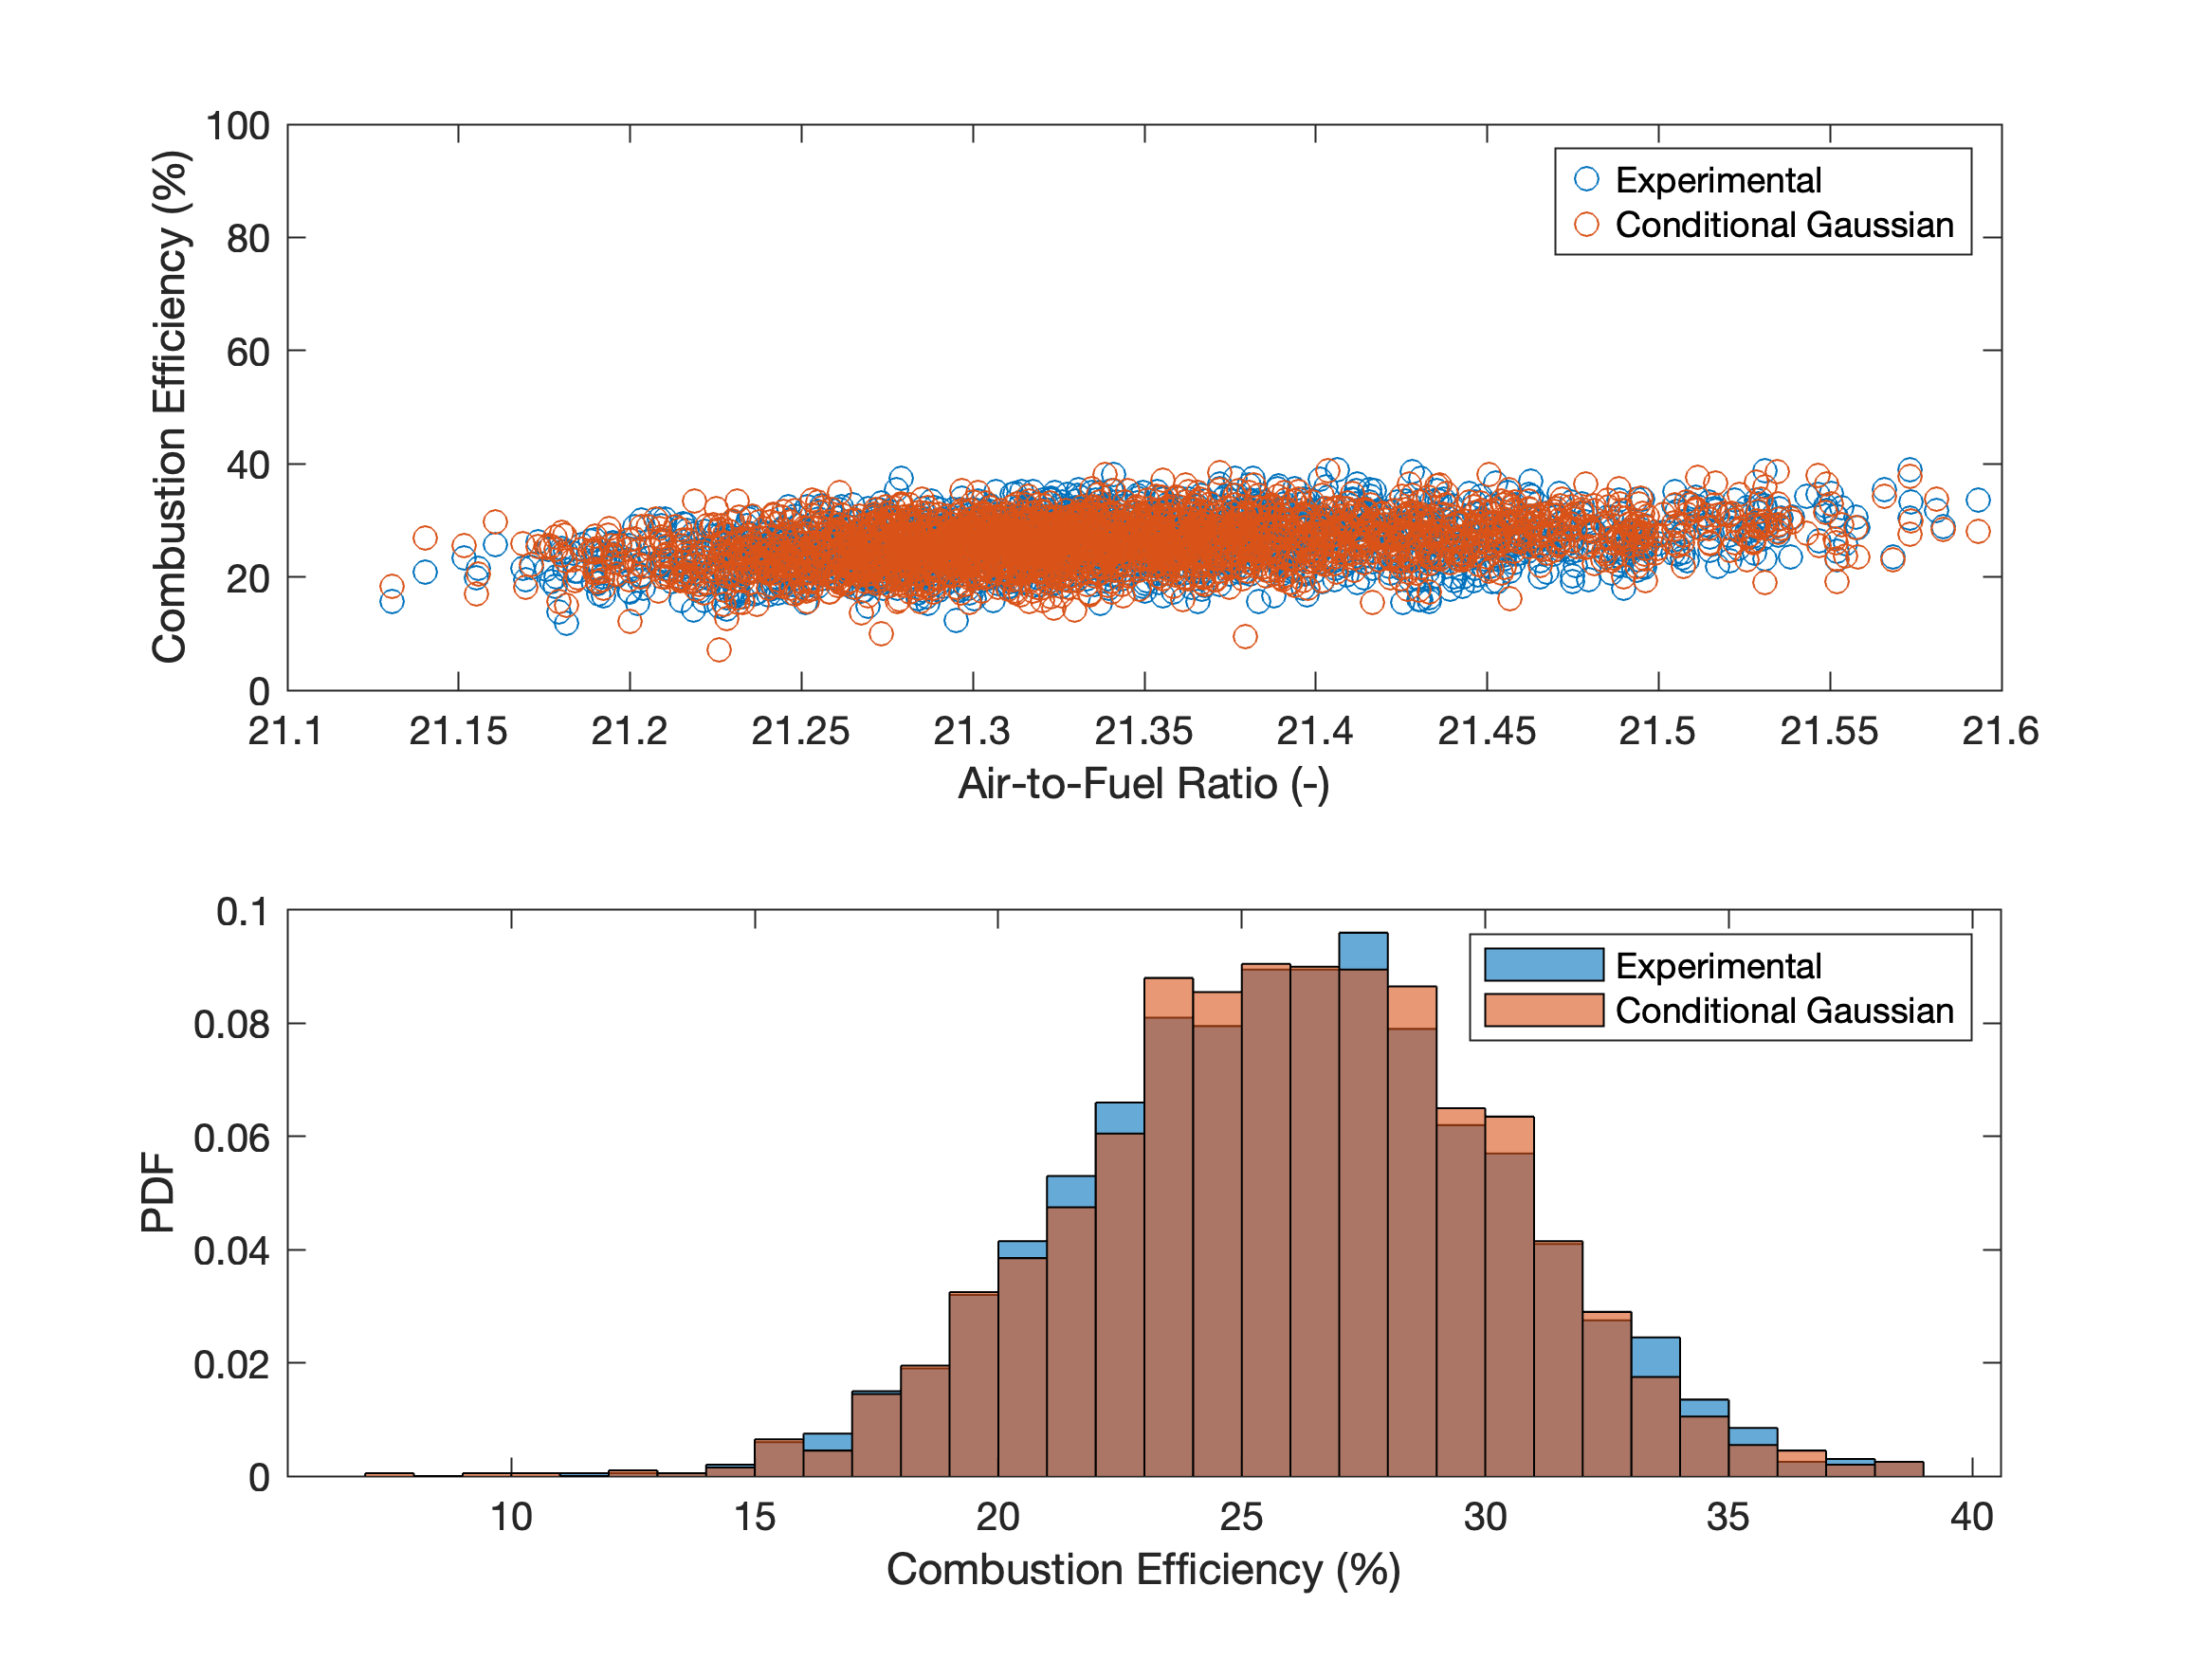 100
80
60
40
20
0
Combustion Efficiency (%)
Experimental
Conditional Gaussian
21.1 21.15 21.2 21.25 21.3 21.35 21.4 21.45 21.5 21.55 21.6
Air-to-Fuel Ratio (-)
0.1
0.08
0.06
0.04
0.02
0
PDF
Experimental
Conditional Gaussian
10 15 20 25 30 35 40
Combustion Efficiency (%)